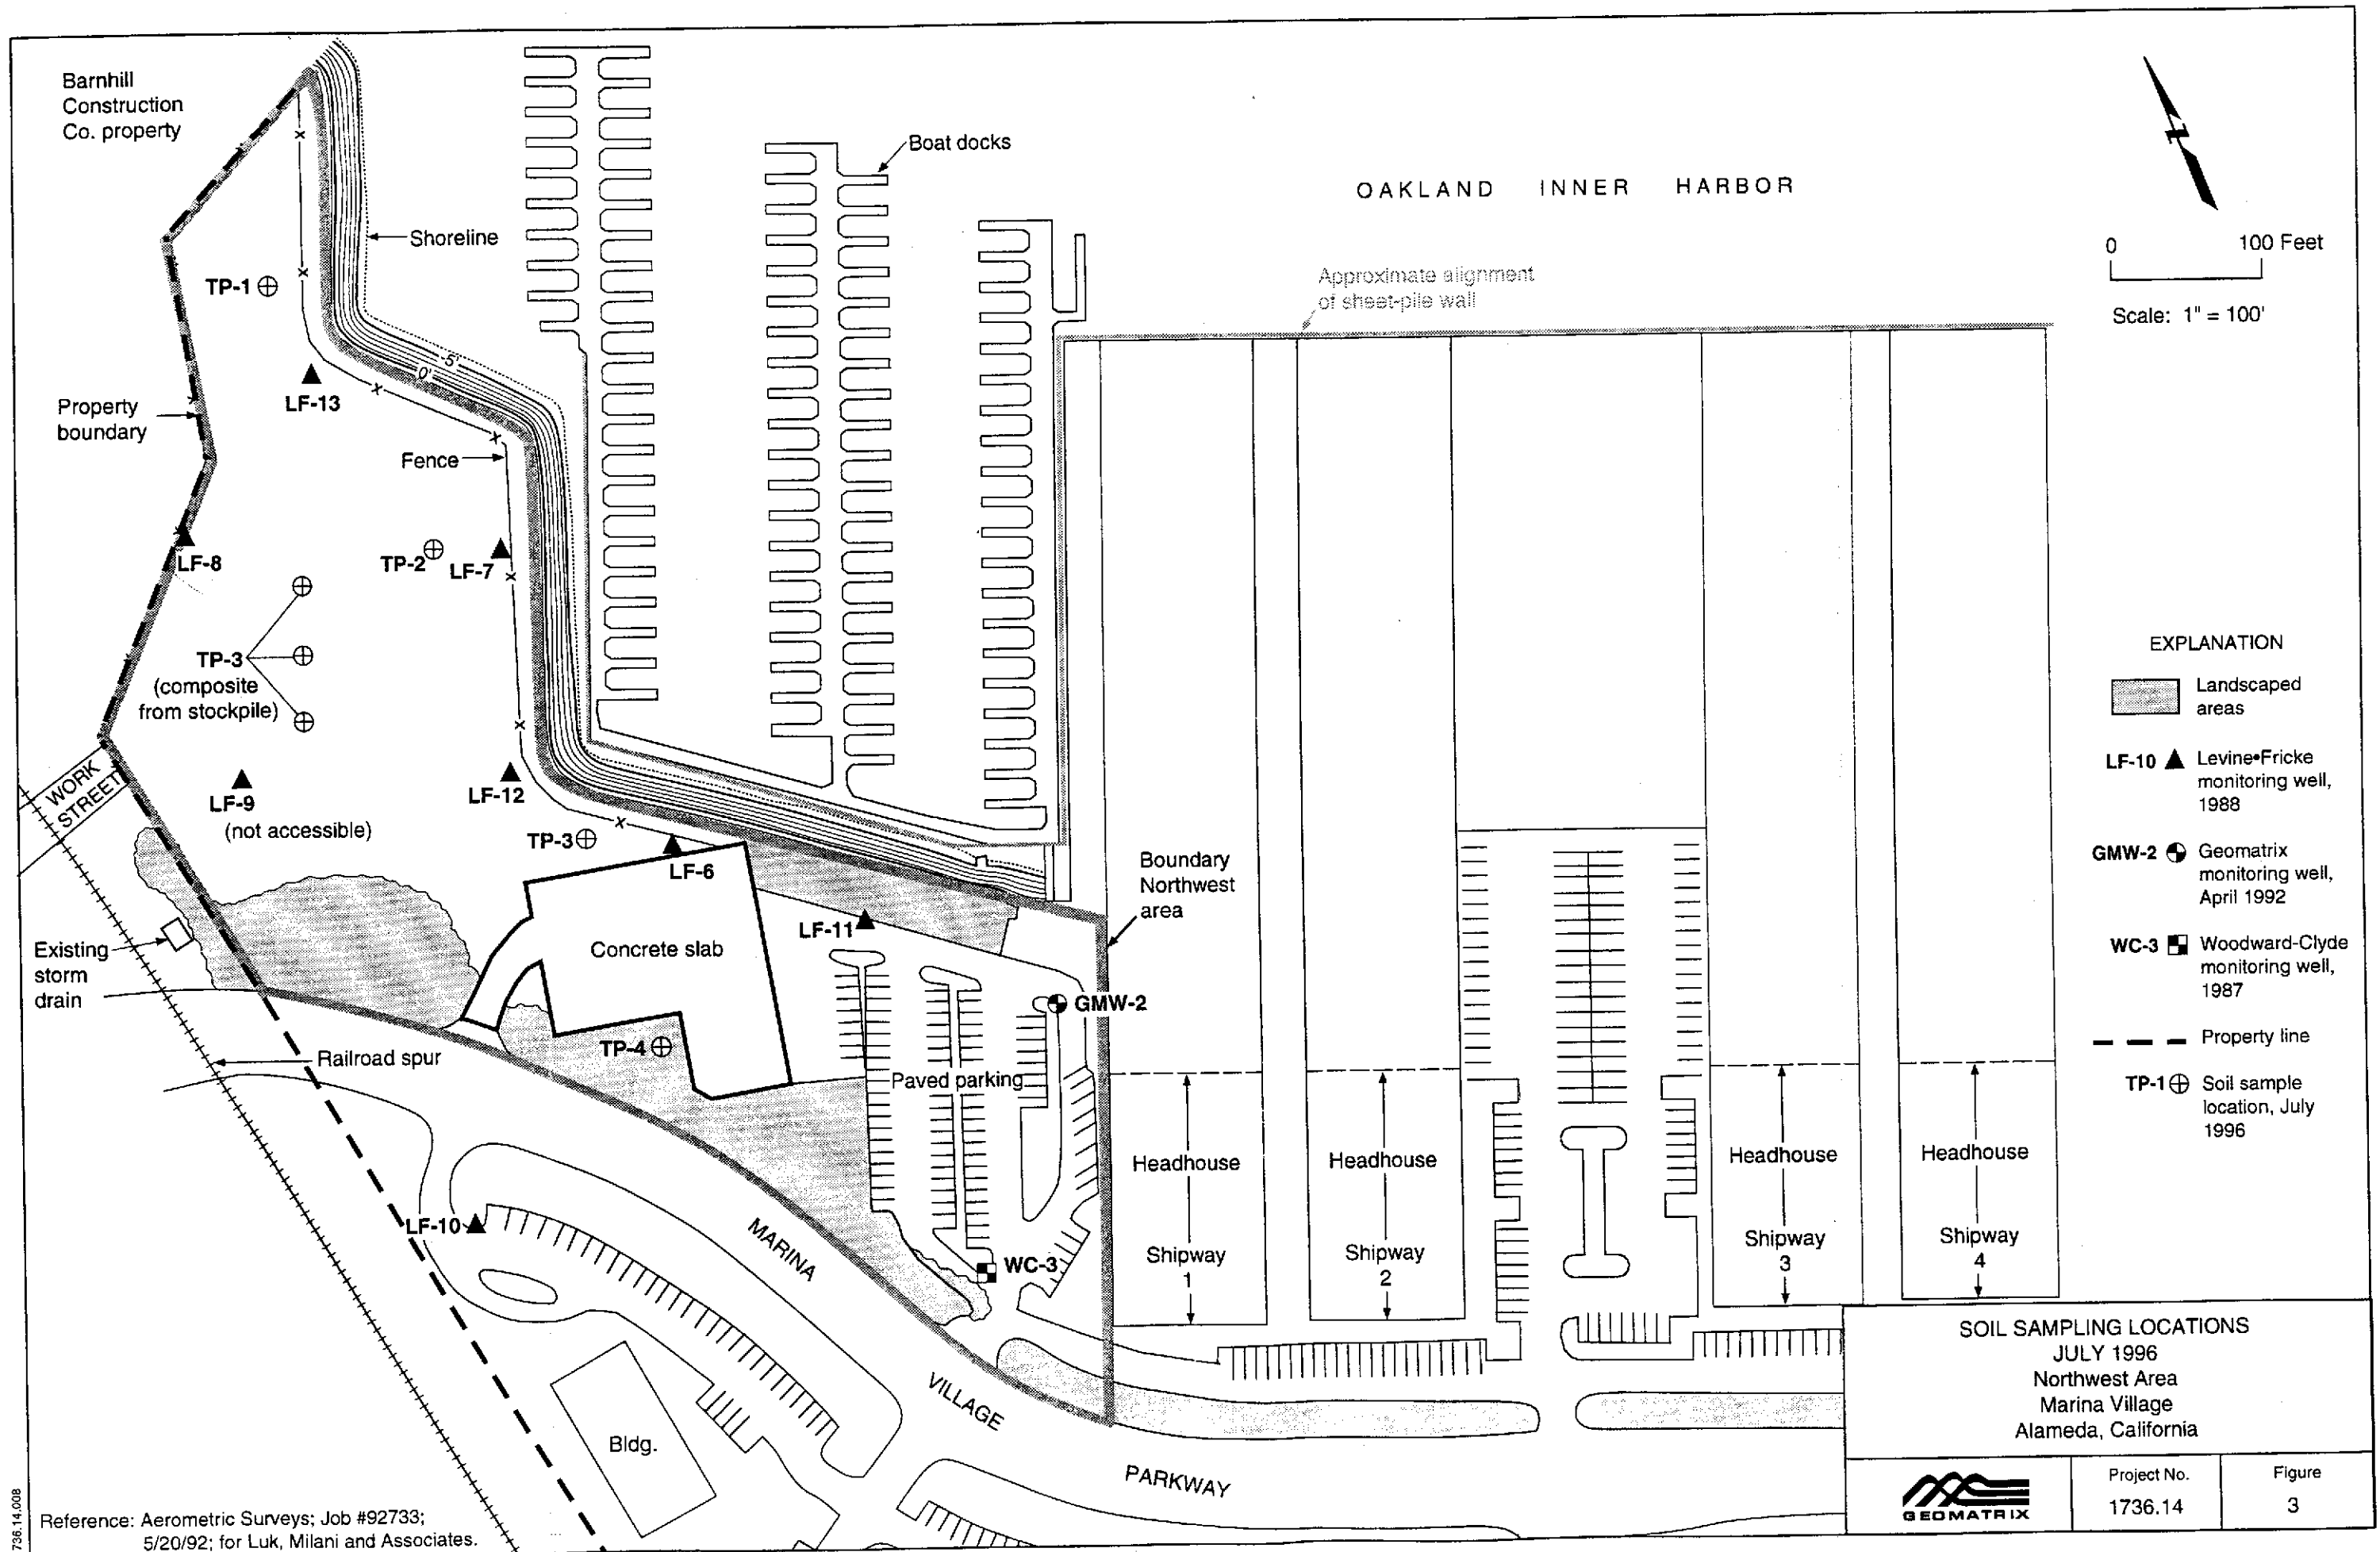 Barnhill
Construction
Co. property
Boat docks
OAKLAND INNER HARBOR
Shoreline
0 100 Feet
Scale: 1" = 100'
TP-1
Approximate alignment
of sheet-pile wall
-5'
0'
LF-13
Property
boundary
Fence
LF-8
TP-2
LF-7
TP-3
(composite
from stockpile)
EXPLANATION
Landscaped
areas
LF-10 Levine•Fricke
monitoring well,
1988
GMW-2 Geomatrix
monitoring well,
April 1992
WC-3 Woodward-Clyde
monitoring well,
1987
Property line
TP-1 Soil sample
location, July
1996
WORK
STREET
LF-9
(not accessible)
LF-12
TP-3
LF-6
Boundary
Northwest
area
LF-11
Concrete slab
Existing
storm
drain
GMW-2
TP-4
Railroad spur
Paved parking
Headhouse
Shipway
1
Headhouse
Shipway
2
Headhouse
Shipway
3
Headhouse
Shipway
4
LF-10
WC-3
MARINA
VILLAGE
PARKWAY
Bldg.
SOIL SAMPLING LOCATIONS
JULY 1996
Northwest Area
Marina Village
Alameda, California
GEOMATRIX
Project No.
1736.14
Figure
3
Reference: Aerometric Surveys; Job #92733;
5/20/92; for Luk, Milani and Associates.
736.14.008